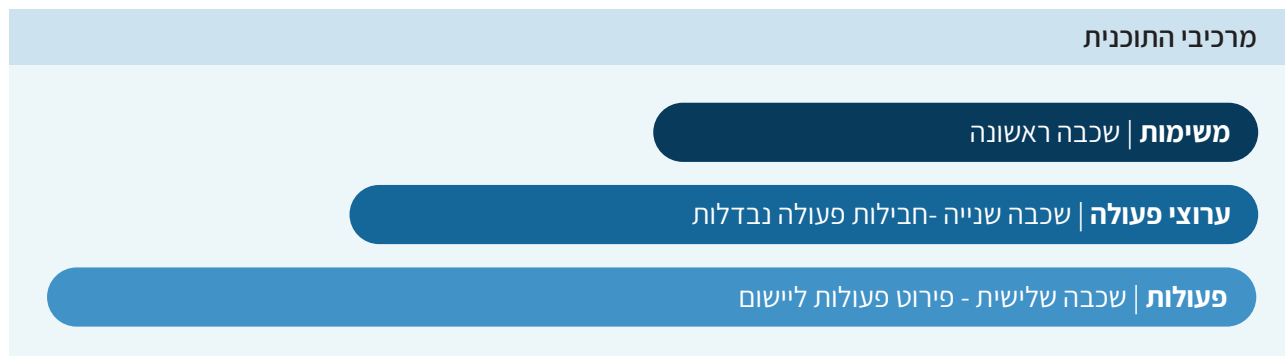 מרכיבי התוכנית
משימות | שכבה ראשונה
ערוצי פעולה | שכבה שנייה -חבילות פעולה נבדלות
פעולות | שכבה שלישית - פירוט פעולות ליישום